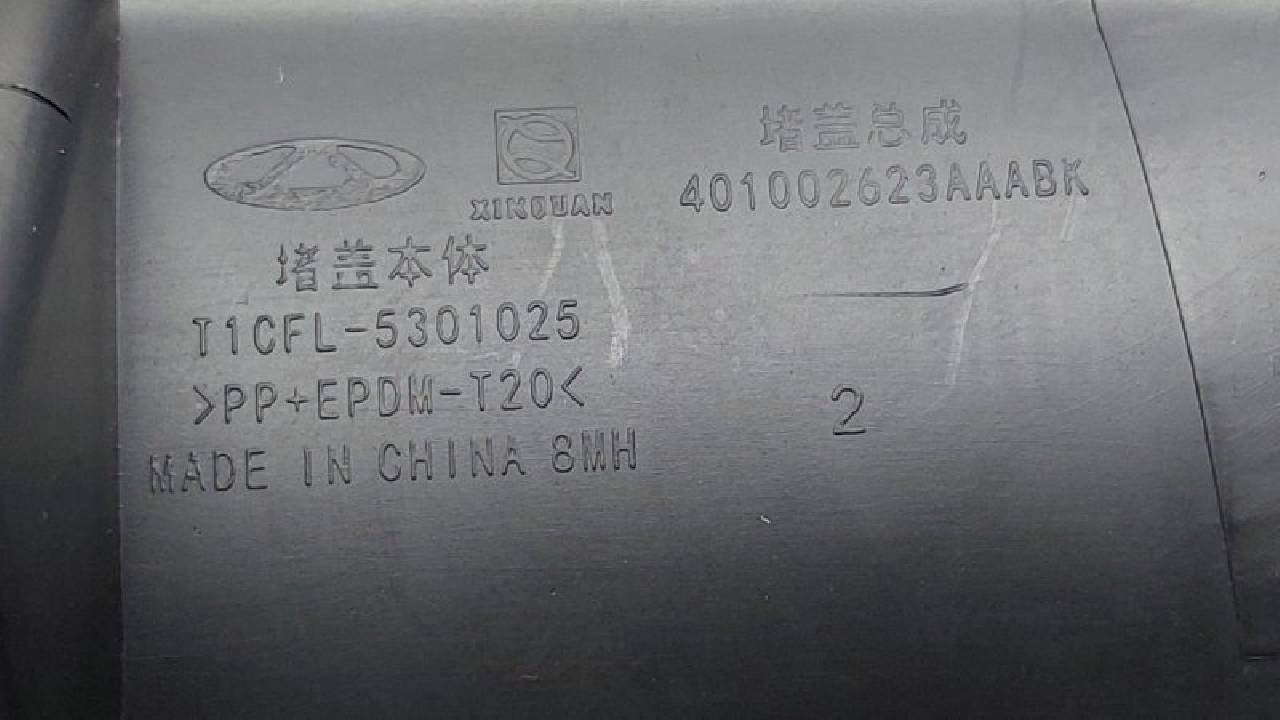 XINQUAN
堵盖总成
401002623AAABK
堵盖本体
T1CFL-5301025
>PP+EPDM-T20<
2
MADE IN CHINA 8MH